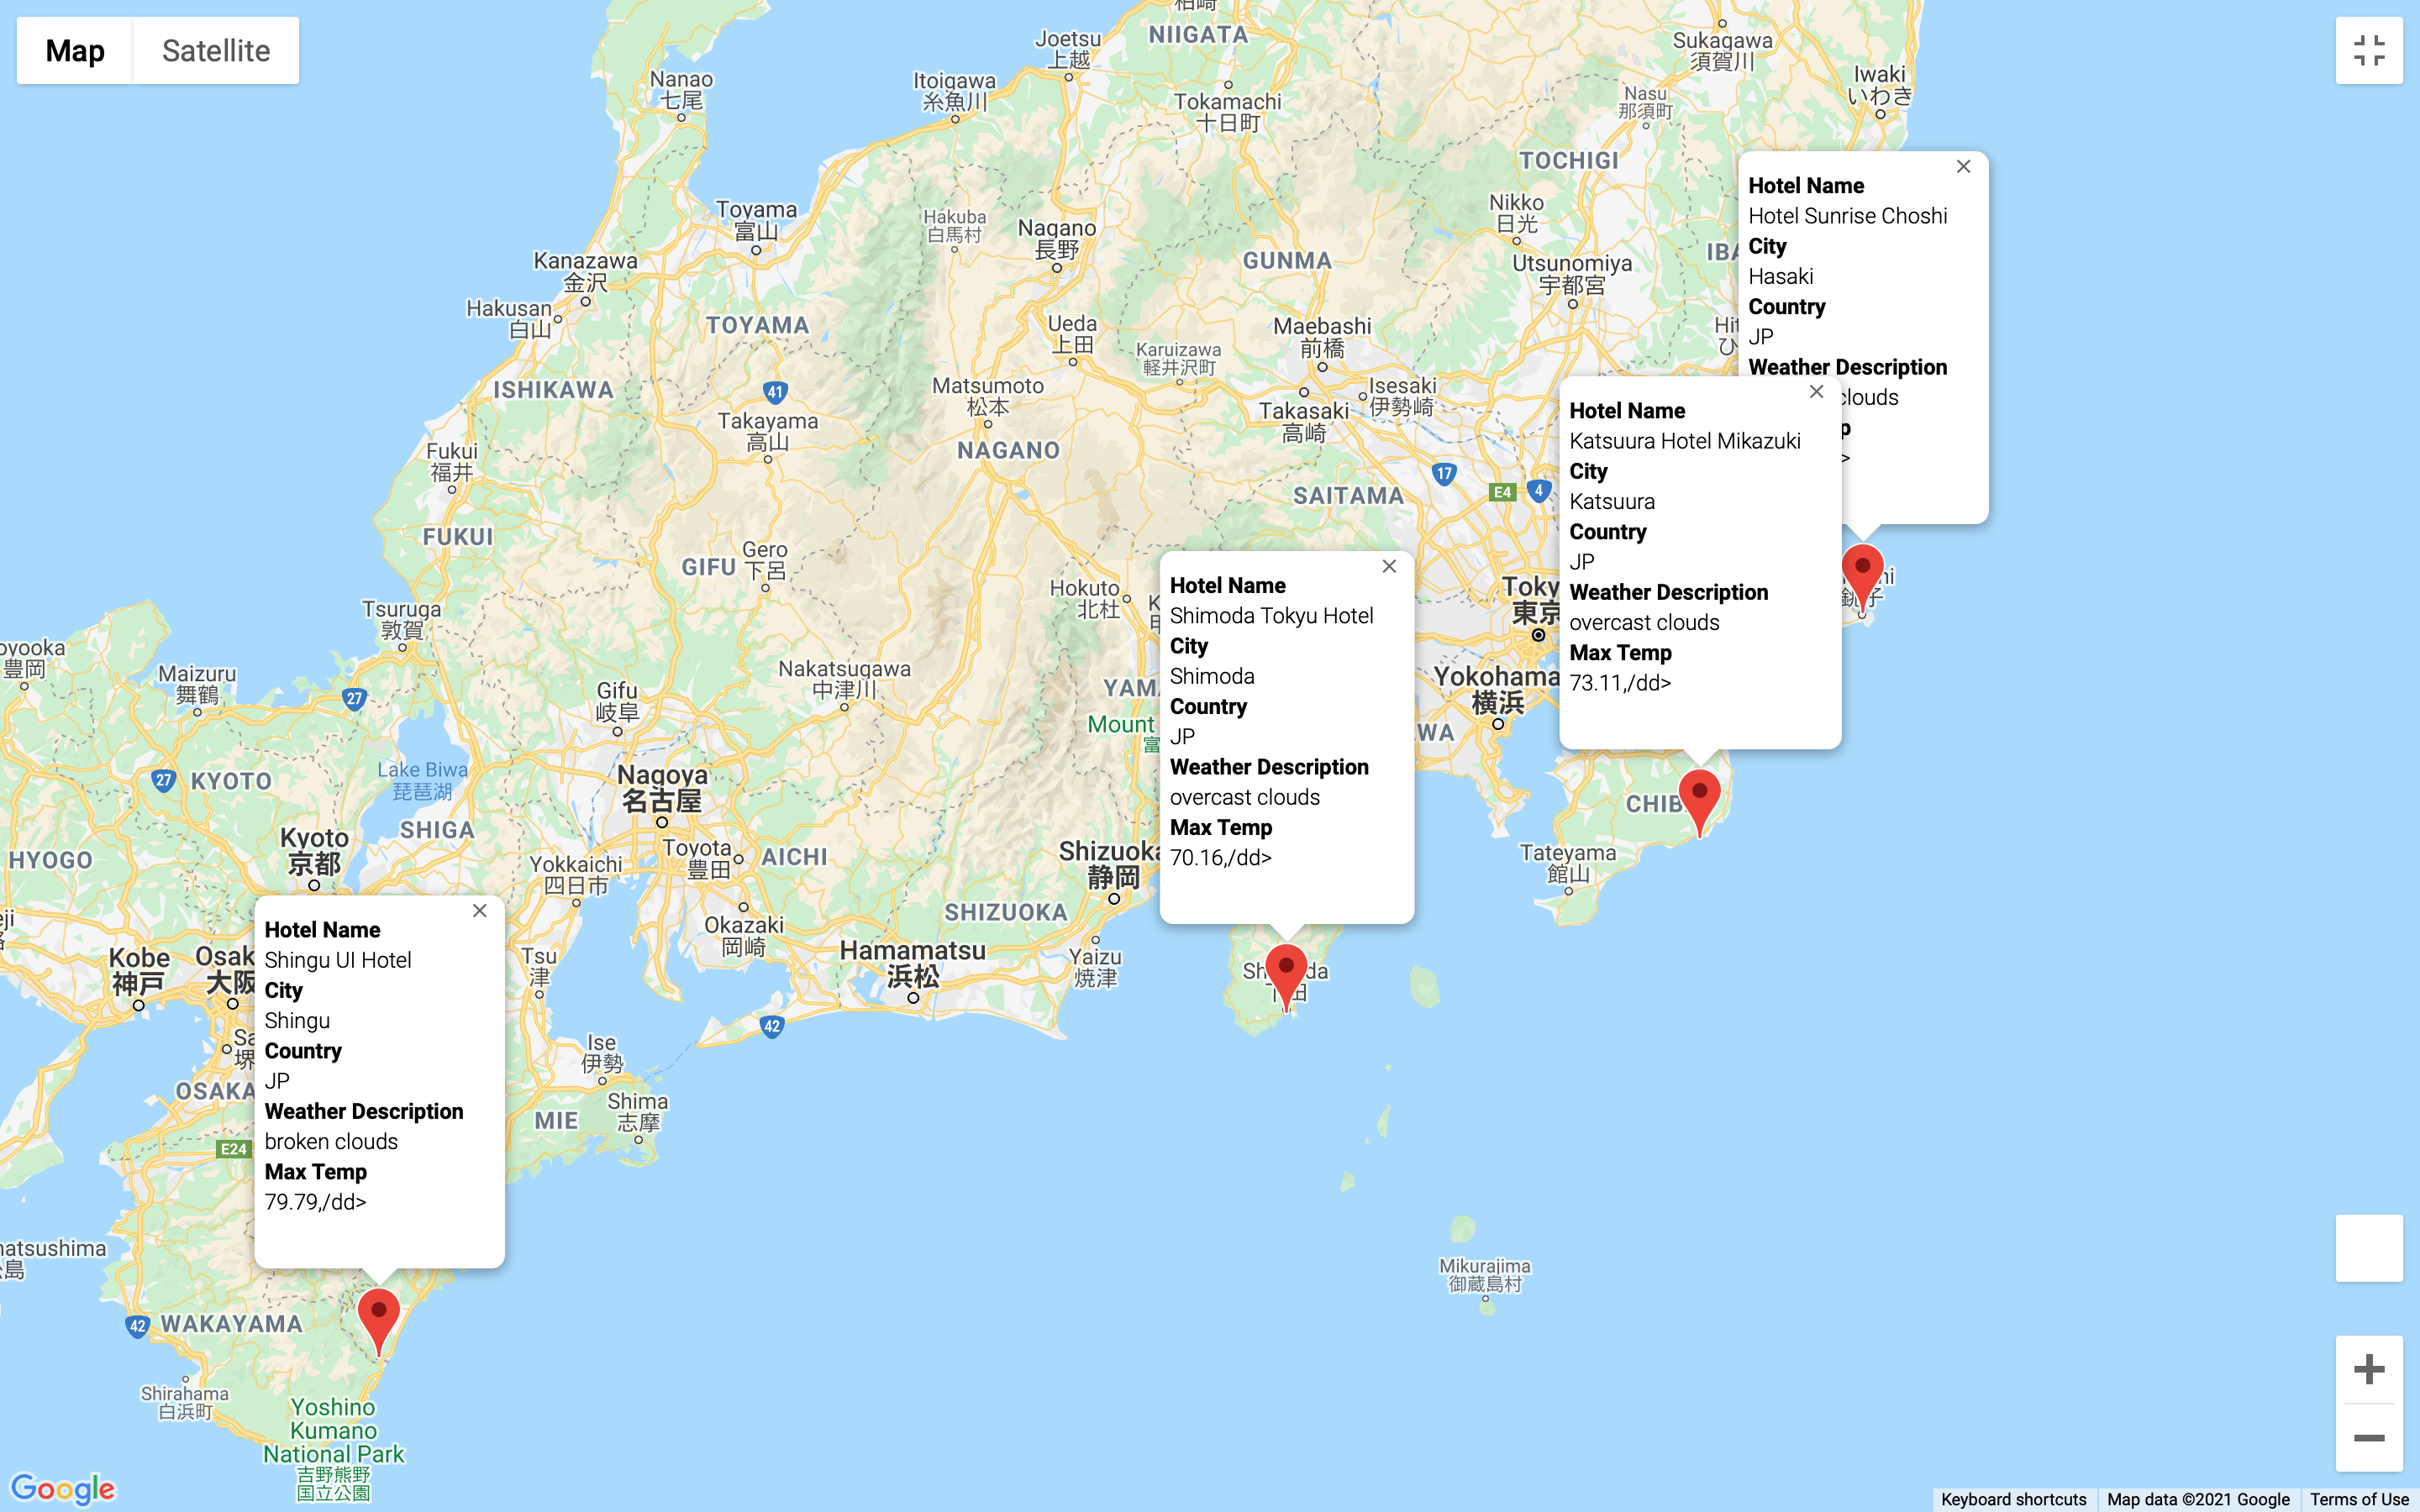 Map
Satellite
柏崎
NIIGATA
Joetsu
上越
Nanao
七尾
Itoigawa
糸魚川
Tokamachi
十日町
Sukagawa
須賀川
Nasu
那須町
Iwaki
いわき
TOCHIGI
Toyama
富山
Hakuba
白馬村
Nagano
長野
Nikko
日光
Kanazawa
金沢
GUNMA
Utsunomiya
宇都宮
Hakusan
白山
TOYAMA
Ueda
上田
Maebashi
前橋
Karuizawa
軽井沢町
ISHIKAWA
41
Matsumoto
松本
Isesaki
伊勢崎
Takasaki
高崎
Takayama
高山
NAGANO
Fukui
福井
17
E4
4
SAITAMA
FUKUI
GIFU
Gero
下呂
Hokuto
北杜
Tsuruga
敦賀
豊岡
Maizuru
舞鶴
27
Gifu
岐阜
Nakatsugawa
中津川
Mount
Yokohama
横浜
東京
27
KYOTO
Lake Biwa
琵琶湖
Nagoya
名古屋
SHIGA
Kyoto
京都
HYOGO
Yokkaichi
四日市
Toyota
豊田
AICHI
静岡
Tateyama
館山
Okazaki
岡崎
SHIZUOKA
Kobe
神戸
大阪
Tsu
津
Hamamatsu
浜松
Yaizu
焼津
42
Ise
伊勢
OSAKA
Shima
志摩
MIE
E24
Mikurajima
御蔵島村
42
WAKAYAMA
Shirahama
白浜町
Yoshino
Kumano
National Park
吉野熊野
国立公園
Hotel Name
Hotel Sunrise Choshi
City
Hasaki
Country
JP
Weather Description
clouds
p
>
Hotel Name
Katsuura Hotel Mikazuki
City
Katsuura
Country
JP
Weather Description
overcast clouds
Max Temp
73.11,/dd>
Hotel Name
Shimoda Tokyu Hotel
City
Shimoda
Country
JP
Weather Description
overcast clouds
Max Temp
70.16,/dd>
Hotel Name
Shingu UI Hotel
City
Shingu
Country
JP
Weather Description
broken clouds
Max Temp
79.79,/dd>
Google
Keyboard shortcuts
Map data ©2021 Google
Terms of Use